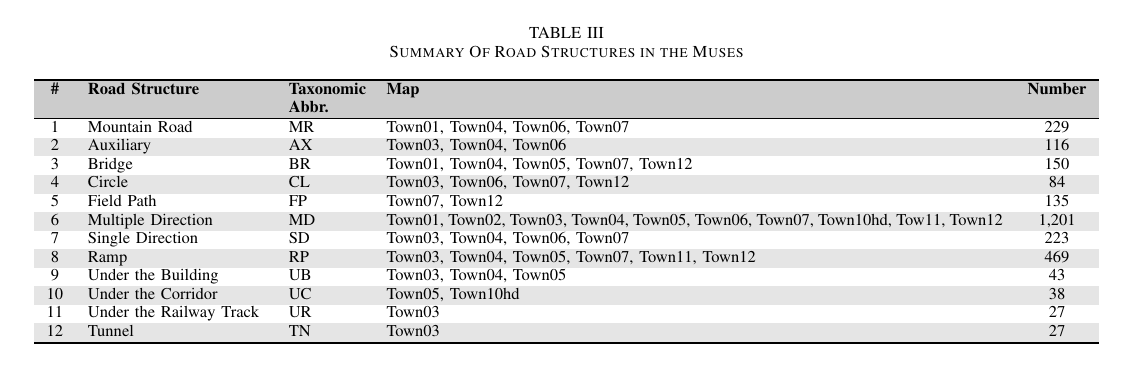 TABLE III
SUMMARY OF ROAD STRUCTURES IN THE MUSES
# Road Structure Taxonomic Abbr. Map Number
1 Mountain Road MR Town01, Town04, Town06, Town07 229
2 Auxiliary AX Town03, Town04, Town06 116
3 Bridge BR Town01, Town04, Town05, Town07, Town12 150
4 Circle CL Town03, Town06, Town07, Town12 84
5 Field Path FP Town07, Town12 135
6 Multiple Direction MD Town01, Town02, Town03, Town04, Town05, Town06, Town07, Town10hd, Tow11, Town12 1,201
7 Single Direction SD Town03, Town04, Town06, Town07 223
8 Ramp RP Town03, Town04, Town05, Town07, Town11, Town12 469
9 Under the Building UB Town03, Town04, Town05 43
10 Under the Corridor UC Town05, Town10hd 38
11 Under the Railway Track UR Town03 27
12 Tunnel TN Town03 27